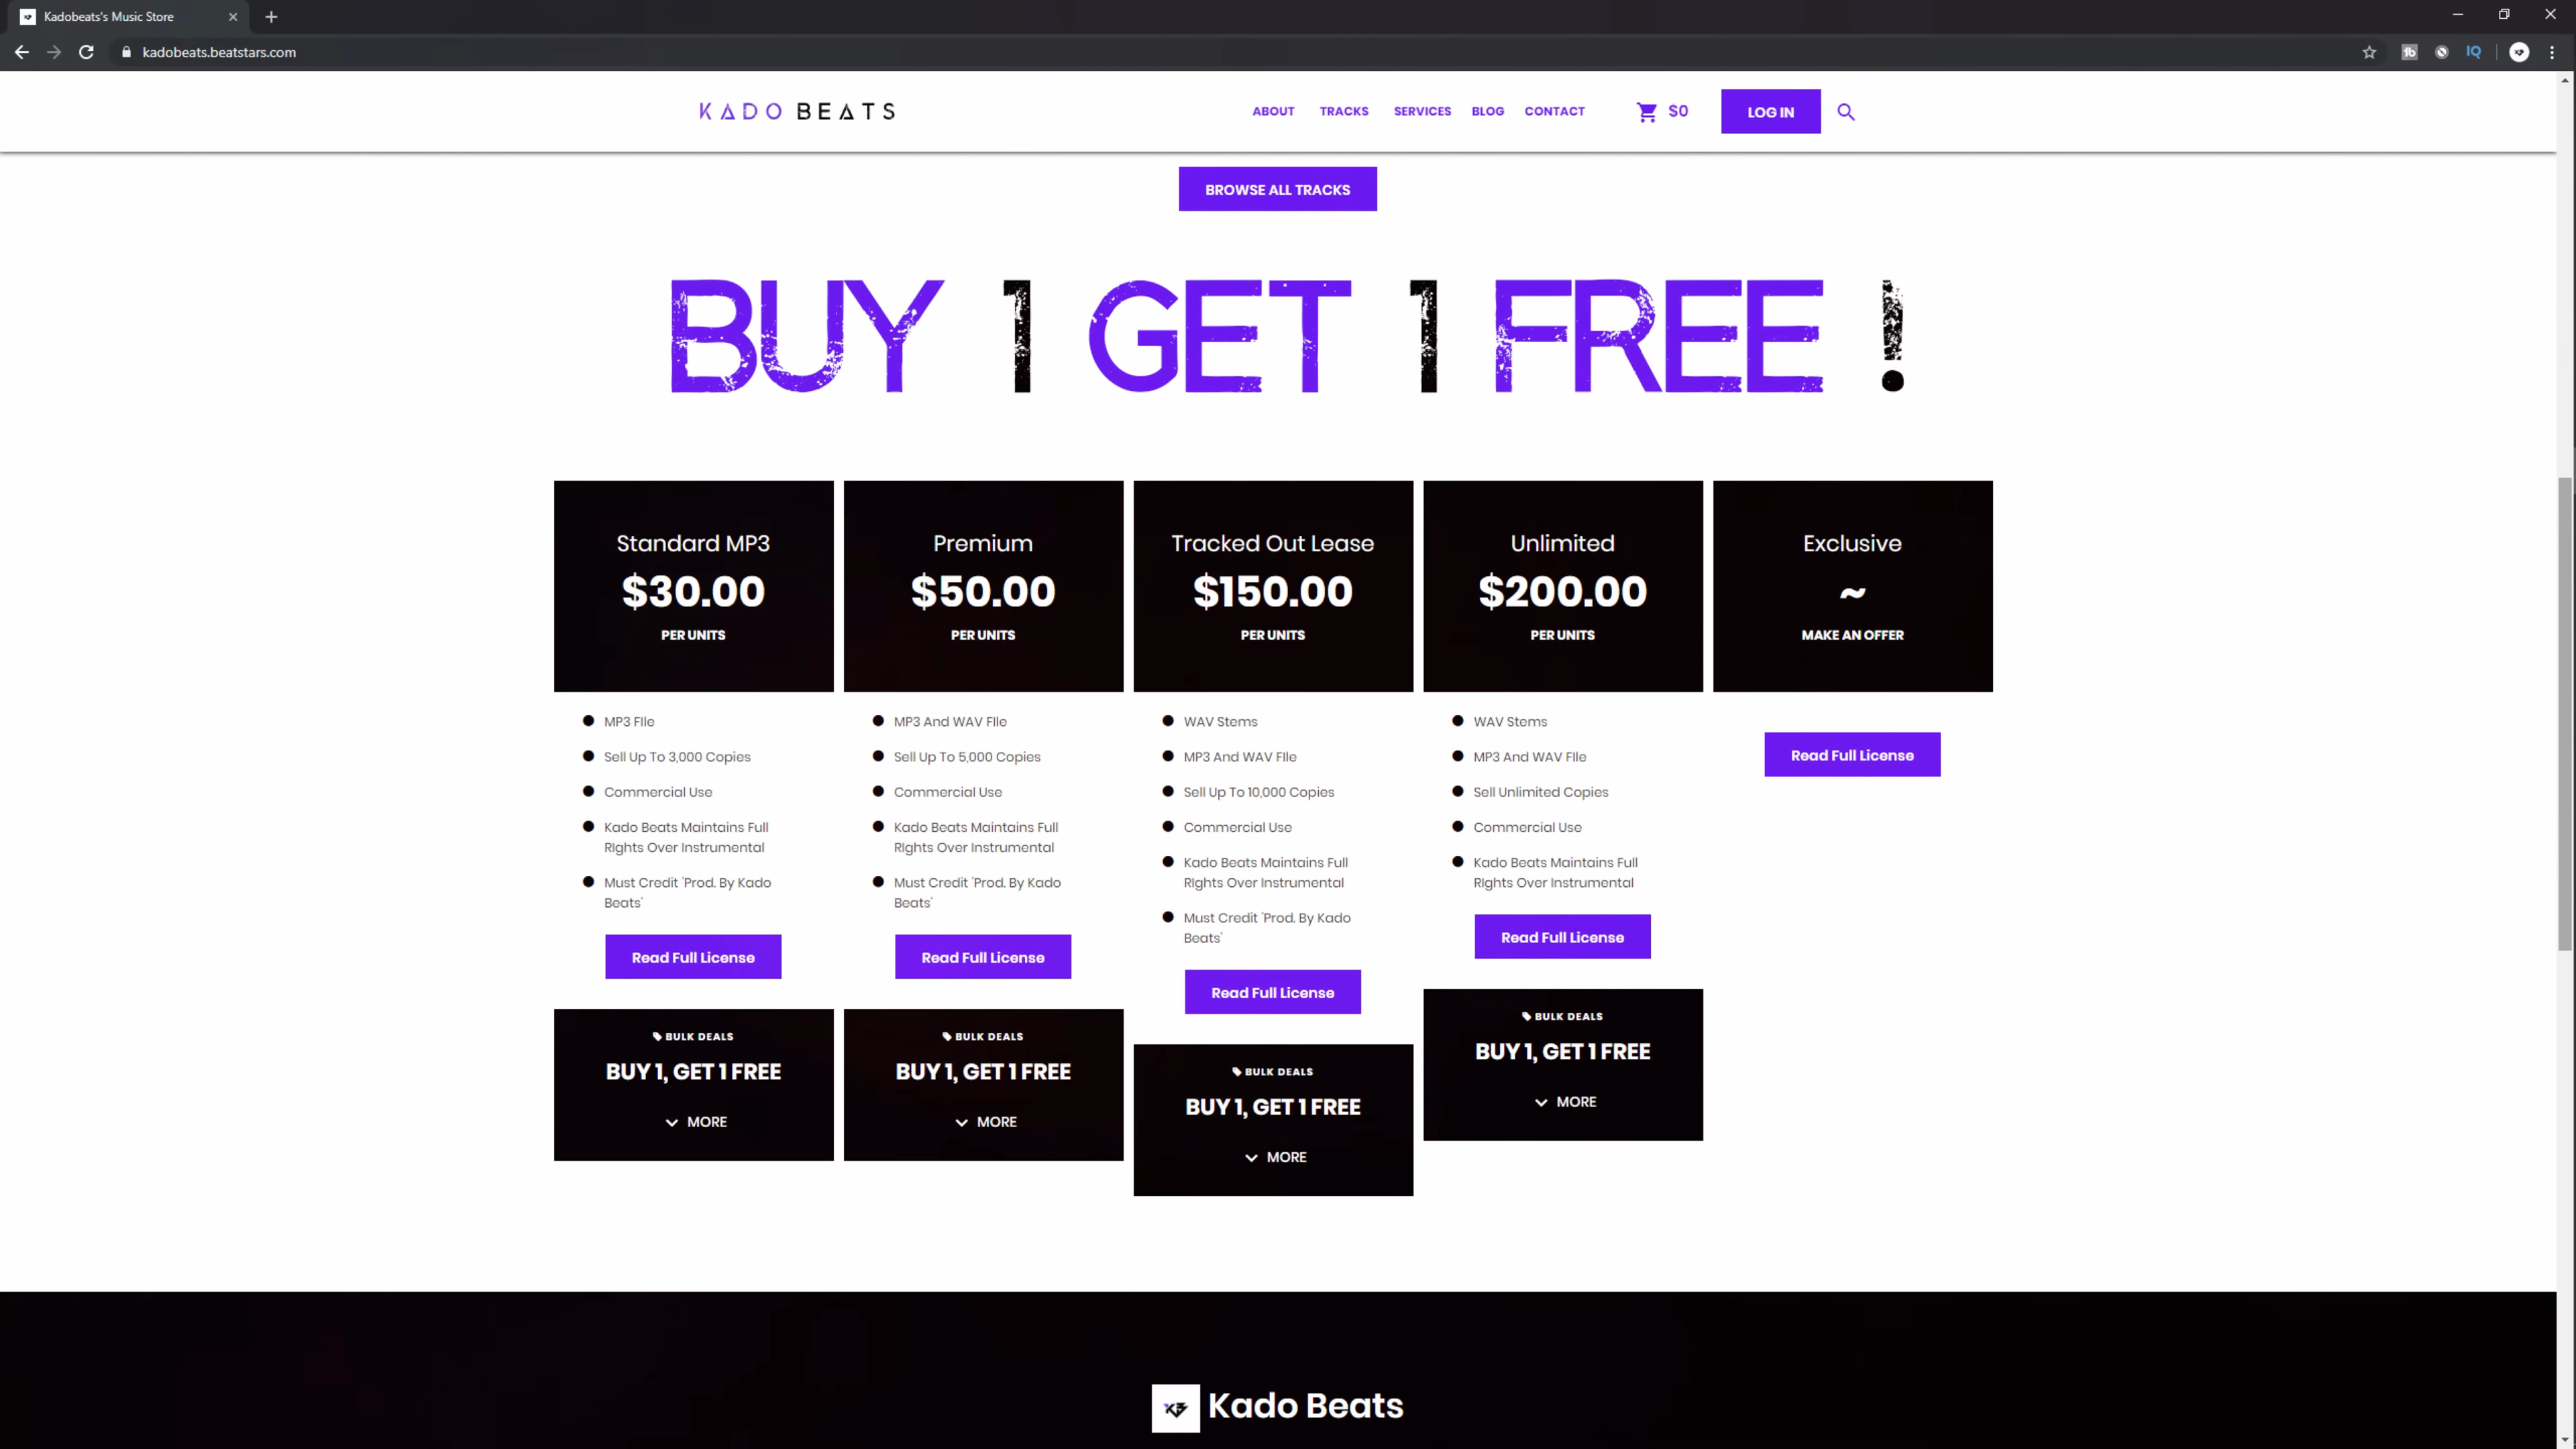 Kadobeats's Music Store
kadobeats.beatstars.com
IQ
KADO BEATS
ABOUT TRACKS SERVICES BLOG CONTACT $0 LOG IN
BROWSE ALL TRACKS
BUY 1 GET 1 FREE !
Standard MP3
$30.00
PER UNITS
MP3 FIle
Sell Up To 3,000 Copies
Commercial Use
Kado Beats Maintains Full
RIghts Over Instrumental
Must Credit 'Prod. By Kado
Beats'
Read Full License
BULK DEALS
BUY 1, GET 1 FREE
MORE
Premium
$50.00
PER UNITS
MP3 And WAV FIle
Sell Up To 5,000 Copies
Commercial Use
Kado Beats Maintains Full
RIghts Over Instrumental
Must Credit 'Prod. By Kado
Beats'
Read Full License
BULK DEALS
BUY 1, GET 1 FREE
MORE
Tracked Out Lease
$150.00
PER UNITS
WAV Stems
MP3 And WAV FIle
Sell Up To 10,000 Copies
Commercial Use
Kado Beats Maintains Full
RIghts Over Instrumental
Must Credit 'Prod. By Kado
Beats'
Read Full License
BULK DEALS
BUY 1, GET 1 FREE
MORE
Unlimited
$200.00
PER UNITS
WAV Stems
MP3 And WAV FIle
Sell Unlimited Copies
Commercial Use
Kado Beats Maintains Full
RIghts Over Instrumental
Read Full License
BULK DEALS
BUY 1, GET 1 FREE
MORE
Exclusive
~
MAKE AN OFFER
Read Full License
Kado Beats